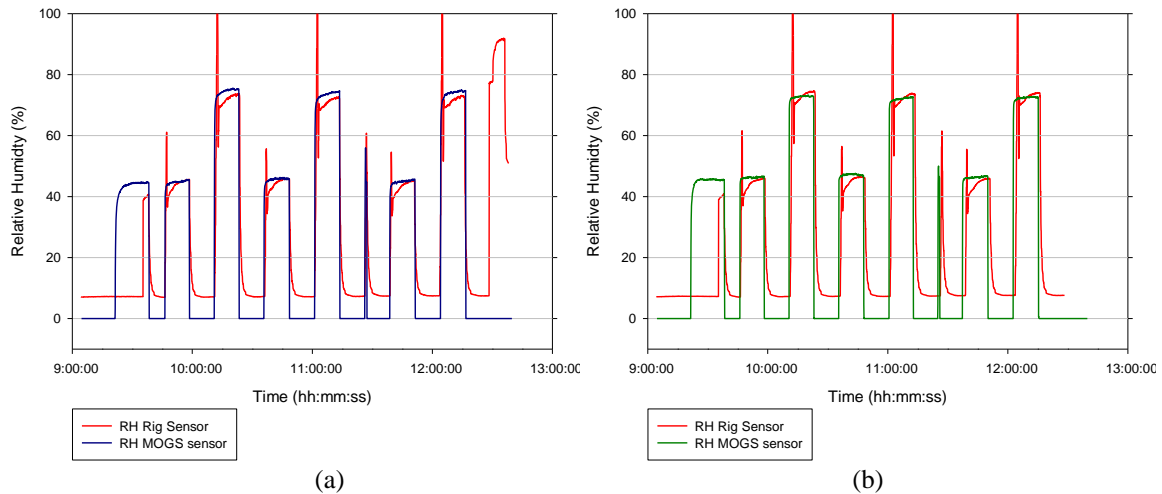 100
80
60
40
20
0
Relative Humidty (%)
9:00:00 10:00:00 11:00:00 12:00:00 13:00:00
Time (hh:mm:ss)
RH Rig Sensor
RH MOGS sensor
(a)
100
80
60
40
20
0
Relative Humidity (%)
9:00:00 10:00:00 11:00:00 12:00:00 13:00:00
Time (hh:mm:ss)
RH Rig Sensor
RH MOGS sensor
(b)